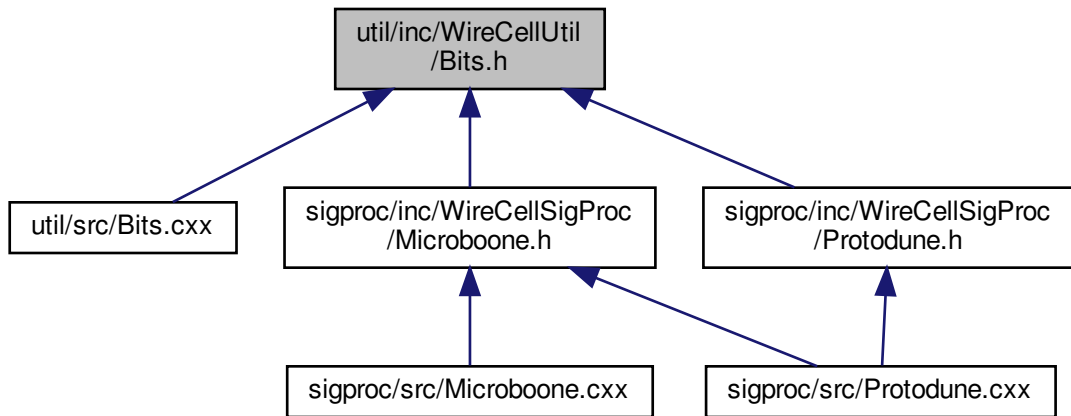 util/inc/WireCellUtil
/Bits.h
util/src/Bits.cxx
sigproc/inc/WireCellSigProc
/Microboone.h
sigproc/inc/WireCellSigProc
/Protodune.h
sigproc/src/Microboone.cxx
sigproc/src/Protodune.cxx